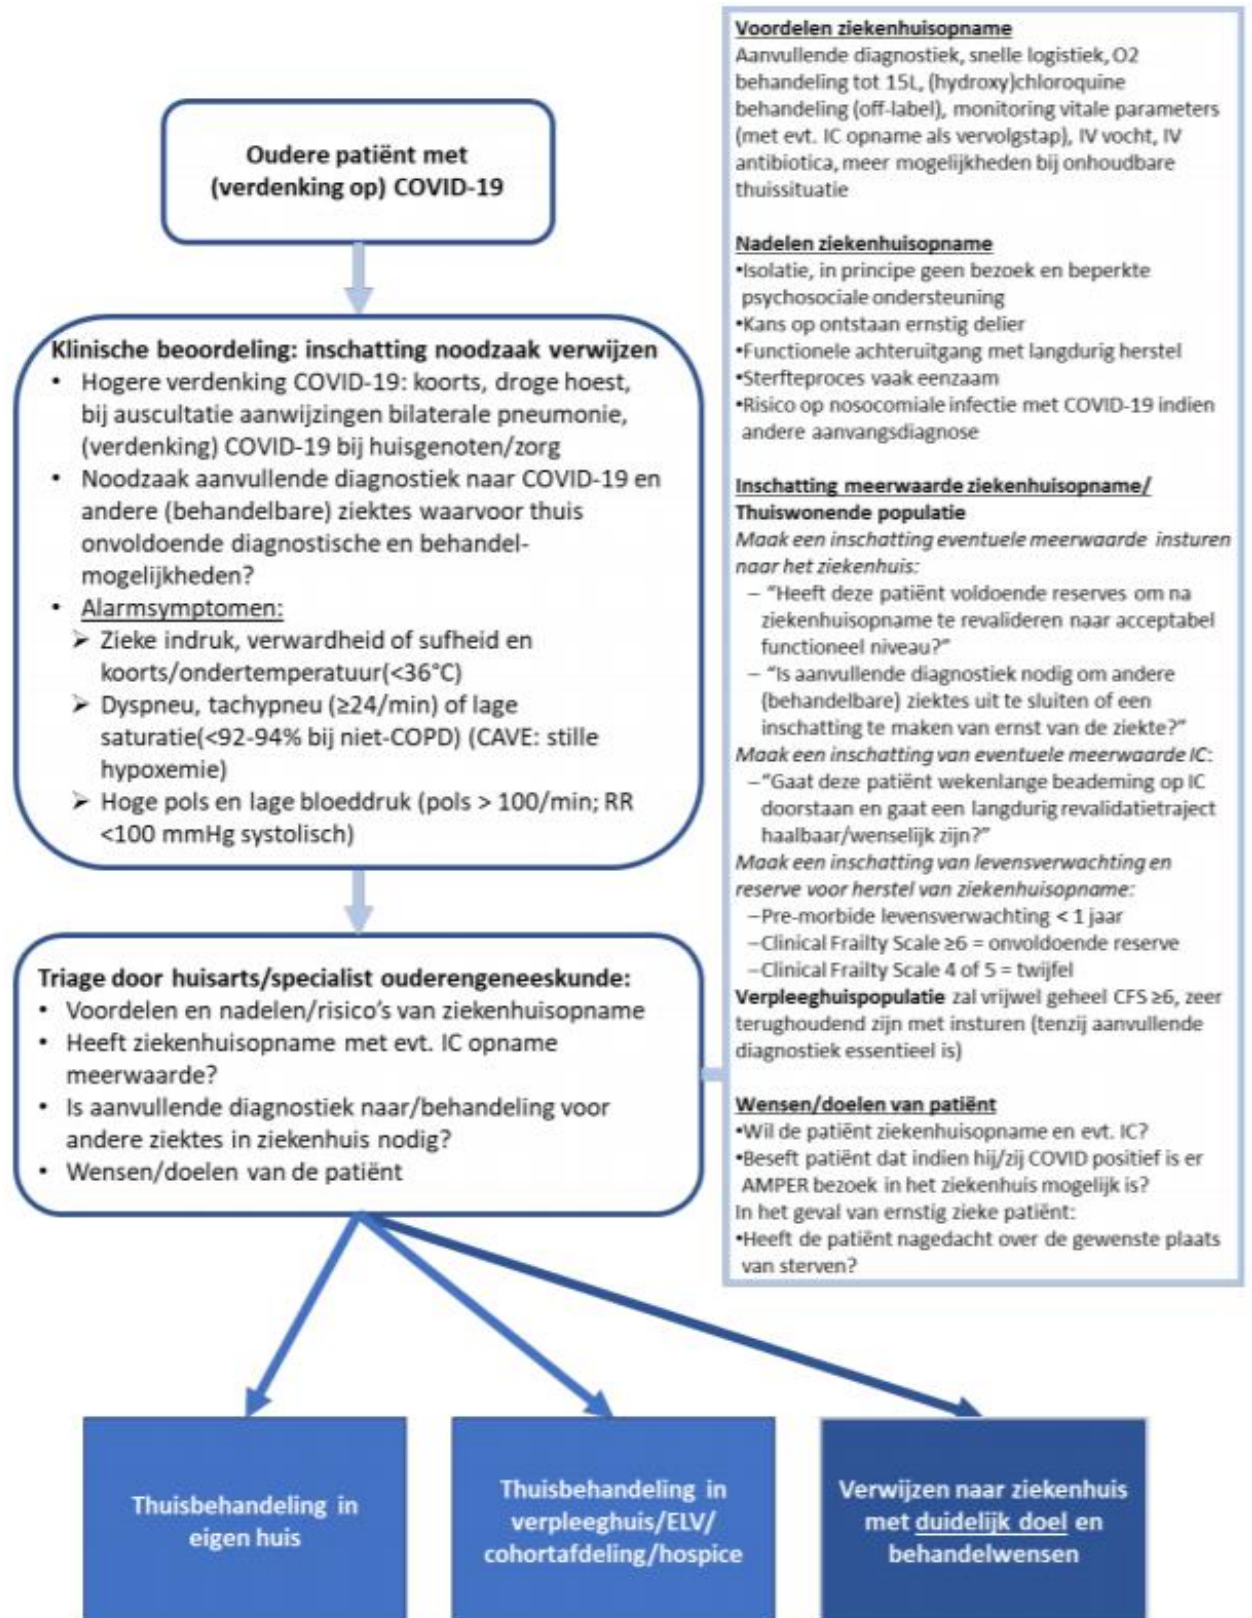 Oudere patiënt met
(verdenking op) COVID-19
Klinische beoordeling: inschatting noodzaak verwijzen
• Hogere verdenking COVID-19: koorts, droge hoest,
bij auscultatie aanwijzingen bilaterale pneumonie,
(verdenking) COVID-19 bij huisgenoten/zorg
• Noodzaak aanvullende diagnostiek naar COVID-19 en
andere (behandelbare) ziektes waarvoor thuis
onvoldoende diagnostische en behandel-
mogelijkheden?
• Alarmsymptomen:
➢ Zieke indruk, verwardheid of sufheid en
koorts/ondertemperatuur(<36°C)
➢ Dyspneu, tachypneu (≥24/min) of lage
saturatie(<92-94% bij niet-COPD) (CAVE: stille
hypoxemie)
➢ Hoge pols en lage bloeddruk (pols > 100/min; RR
<100 mmHg systolisch)
Triage door huisarts/specialist ouderengeneeskunde:
• Voordelen en nadelen/risico's van ziekenhuisopname
• Heeft ziekenhuisopname met evt. IC opname
meerwaarde?
• Is aanvullende diagnostiek naar/behandeling voor
andere ziektes in ziekenhuis nodig?
• Wensen/doelen van de patiënt
Voordelen ziekenhuisopname
Aanvullende diagnostiek, snelle logistiek, O2
behandeling tot 15L, (hydroxy)chloroquine
behandeling (off-label), monitoring vitale parameters
(met evt. IC opname als vervolgstap), IV vocht, IV
antibiotica, meer mogelijkheden bij onhoudbare
thuissituatie
Nadelen ziekenhuisopname
•Isolatie, in principe geen bezoek en beperkte
psychosociale ondersteuning
•Kans op ontstaan ernstig delier
•Functionele achteruitgang met langdurig herstel
•Sterfteproces vaak eenzaam
•Risico op nosocomiale infectie met COVID-19 indien
andere aanvangsdiagnose
Inschatting meerwaarde ziekenhuisopname/
Thuiswonende populatie
Maak een inschatting eventuele meerwaarde insturen
naar het ziekenhuis:
– "Heeft deze patiënt voldoende reserves om na
ziekenhuisopname te revalideren naar acceptabel
functioneel niveau?"
– "Is aanvullende diagnostiek nodig om andere
(behandelbare) ziektes uit te sluiten of een
inschatting te maken van ernst van de ziekte?"
Maak een inschatting van eventuele meerwaarde IC:
–"Gaat deze patiënt wekenlange beademing op IC
doorstaan en gaat een langdurig revalidatietraject
haalbaar/wenselijk zijn?"
Maak een inschatting van levensverwachting en
reserve voor herstel van ziekenhuisopname:
–Pre-morbide levensverwachting < 1 jaar
–Clinical Frailty Scale ≥6 = onvoldoende reserve
–Clinical Frailty Scale 4 of 5 = twijfel
Verpleeghuispopulatie zal vrijwel geheel CFS ≥6, zeer
terughoudend zijn met insturen (tenzij aanvullende
diagnostiek essentieel is)
Wensen/doelen van patiënt
•Wil de patiënt ziekenhuisopname en evt. IC?
•Beseft patiënt dat indien hij/zij COVID positief is er
AMPER bezoek in het ziekenhuis mogelijk is?
In het geval van ernstig zieke patiënt:
•Heeft de patiënt nagedacht over de gewenste plaats
van sterven?
Thuisbehandeling in
eigen huis
Thuisbehandeling in
verpleeghuis/ELV/
cohortafdeling/hospice
Verwijzen naar ziekenhuis
met duidelijk doel en
behandelwensen